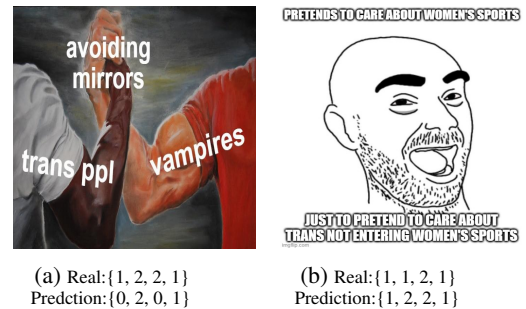 avoiding
mirrors
trans ppl
vampires
PRETENDS TO CARE ABOUT WOMEN'S SPORTS
JUST TO PRETEND TO CARE ABOUT
TRANS NOT ENTERING WOMEN'S SPORTS
imgflip.com
(a) Real:{1, 2, 2, 1}
Predction:{0, 2, 0, 1}
(b) Real:{1, 1, 2, 1}
Prediction:{1, 2, 2, 1}